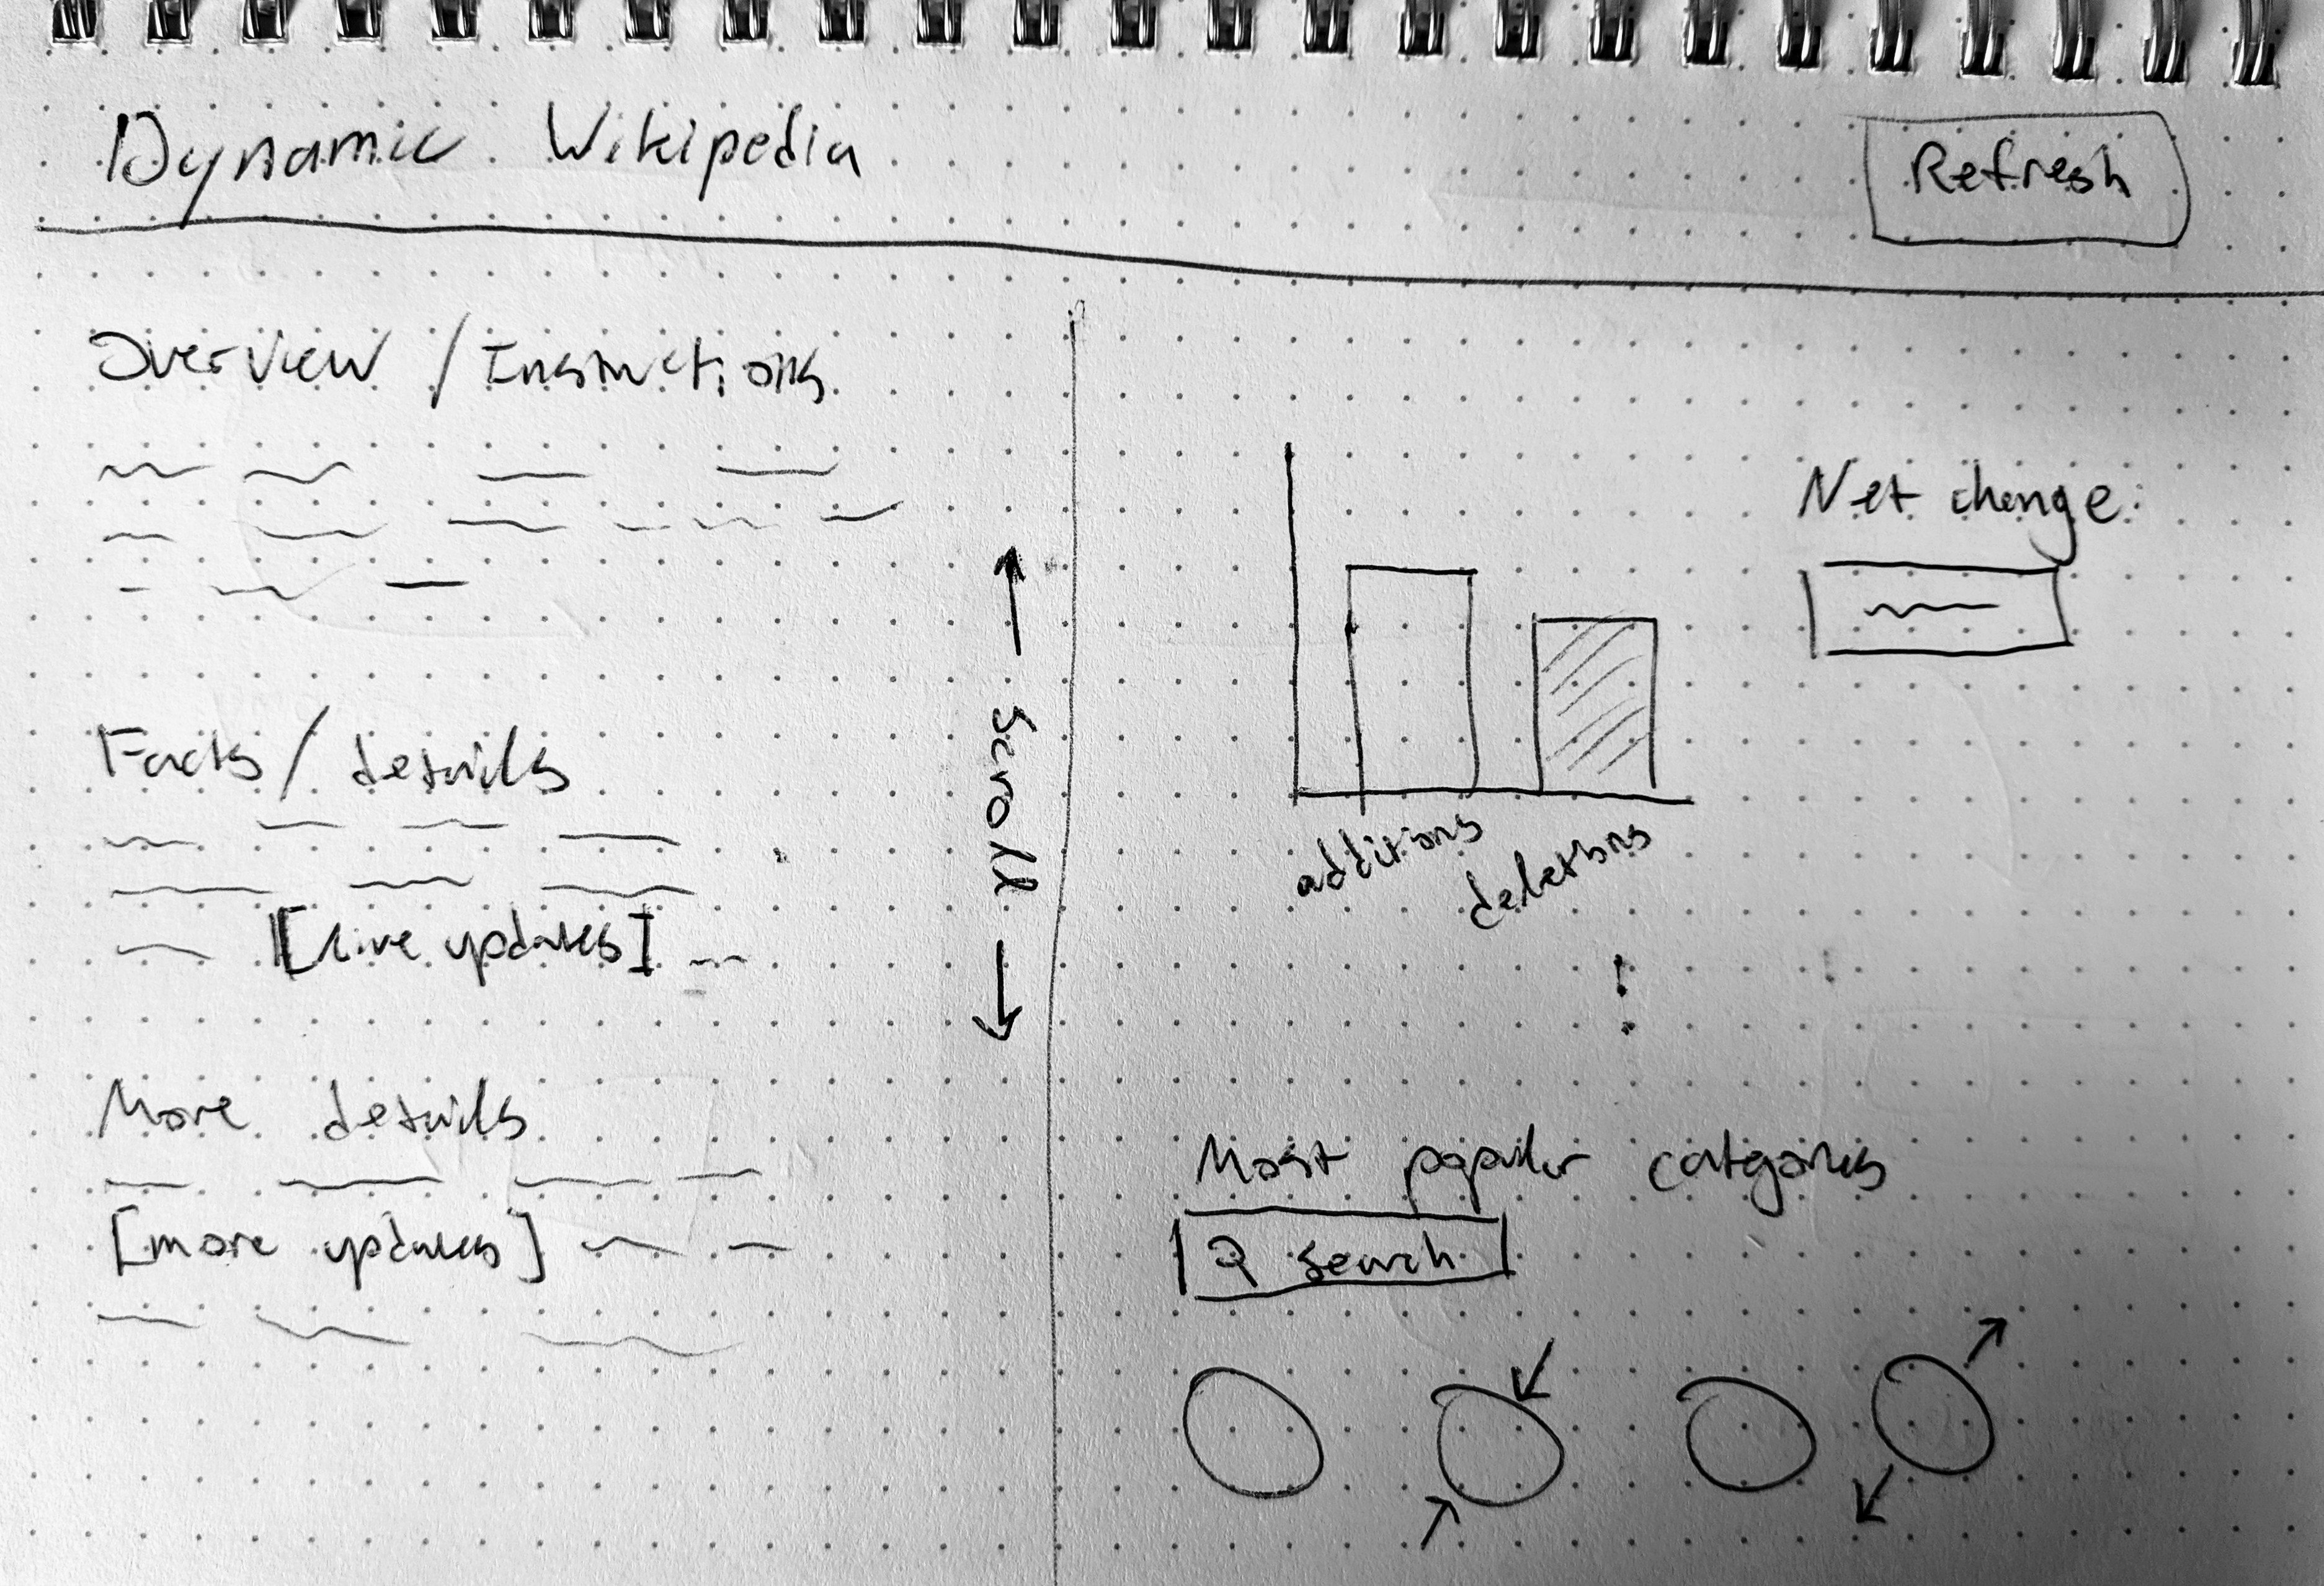 Dynamic Wikipedia
Refresh
Overview / Instructions
Facts / details
[live updates]
More details
[more updates]
Scroll
Net change:
additions
deletions
Most popular categories
search